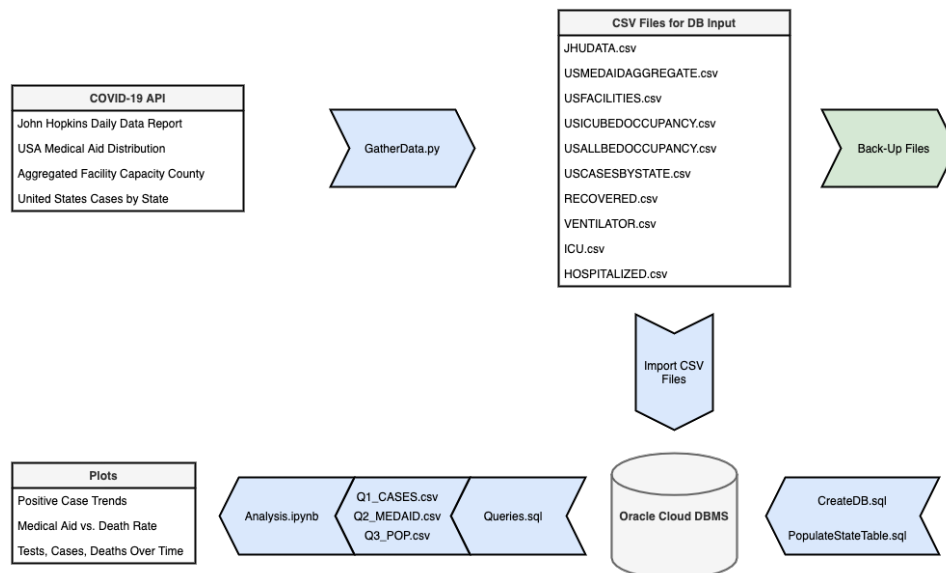 COVID-19 API
John Hopkins Daily Data Report
USA Medical Aid Distribution
Aggregated Facility Capacity County
United States Cases by State
GatherData.py
CSV Files for DB Input
JHUDATA.csv
USMEDAIDAGGREGATE.csv
USFACILITIES.csv
USICUBEDOCCUPANCY.csv
USALLBEDOCCUPANCY.csv
USCASESBYSTATE.csv
RECOVERED.csv
VENTILATOR.csv
ICU.csv
HOSPITALIZED.csv
Back-Up Files
Import CSV
Files
Plots
Positive Case Trends
Medical Aid vs. Death Rate
Tests, Cases, Deaths Over Time
Analysis.ipynb
Q1_CASES.csv
Q2_MEDAID.csv
Q3_POP.csv
Queries.sql
Oracle Cloud DBMS
CreateDB.sql
PopulateStateTable.sql